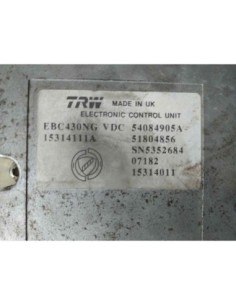 TRW MADE IN UK
ELECTRONIC CONTROL UNIT
EBC430NG VDC 54084905A
15314111A 51804856
SN5352684
07182
15314011